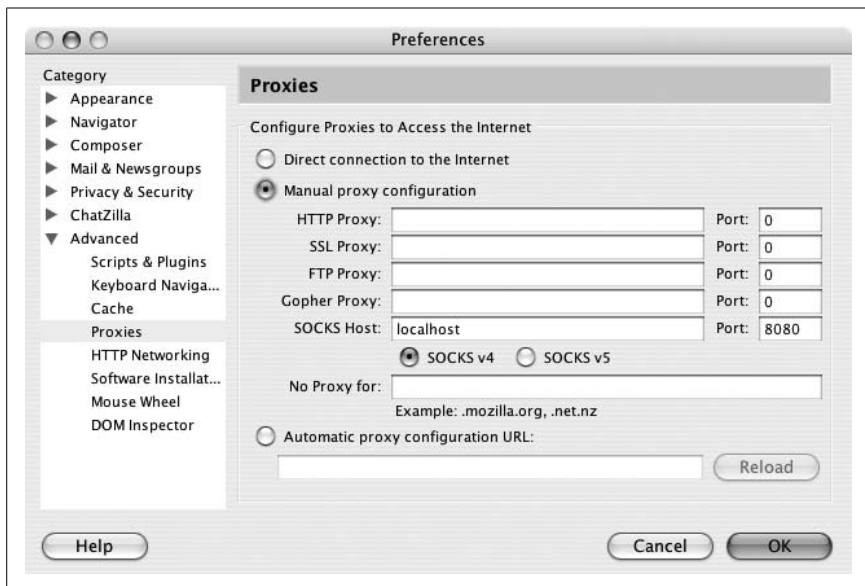 Preferences
Category
Appearance
Navigator
Composer
Mail & Newsgroups
Privacy & Security
ChatZilla
Advanced
Scripts & Plugins
Keyboard Naviga...
Cache
Proxies
HTTP Networking
Software Installat...
Mouse Wheel
DOM Inspector
Proxies
Configure Proxies to Access the Internet
Direct connection to the Internet
Manual proxy configuration
HTTP Proxy: Port: 0
SSL Proxy: Port: 0
FTP Proxy: Port: 0
Gopher Proxy: Port: 0
SOCKS Host: localhost Port: 8080
SOCKS v4 SOCKS v5
No Proxy for:
Example: .mozilla.org, .net.nz
Automatic proxy configuration URL:
Reload
Help Cancel OK